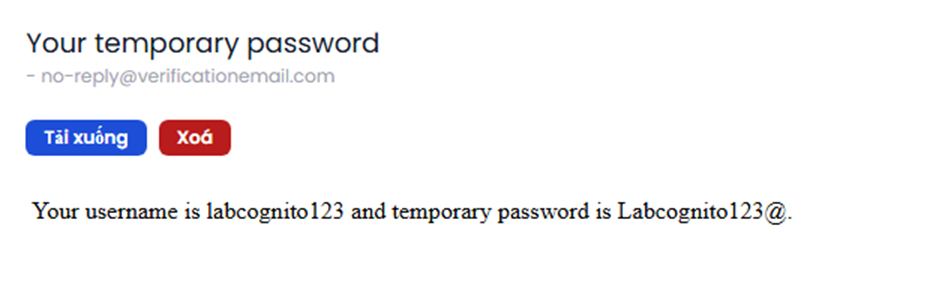 Your temporary password
- no-reply@verificationemail.com
Tải xuống Xoá
Your username is labcognito123 and temporary password is Labcognito123@.